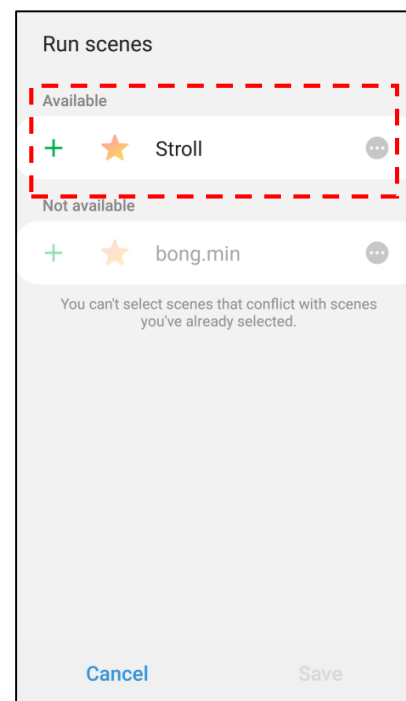 Run scenes
Available
Stroll
Not available
bong.min
You can't select scenes that conflict with scenes
you've already selected.
Cancel
Save